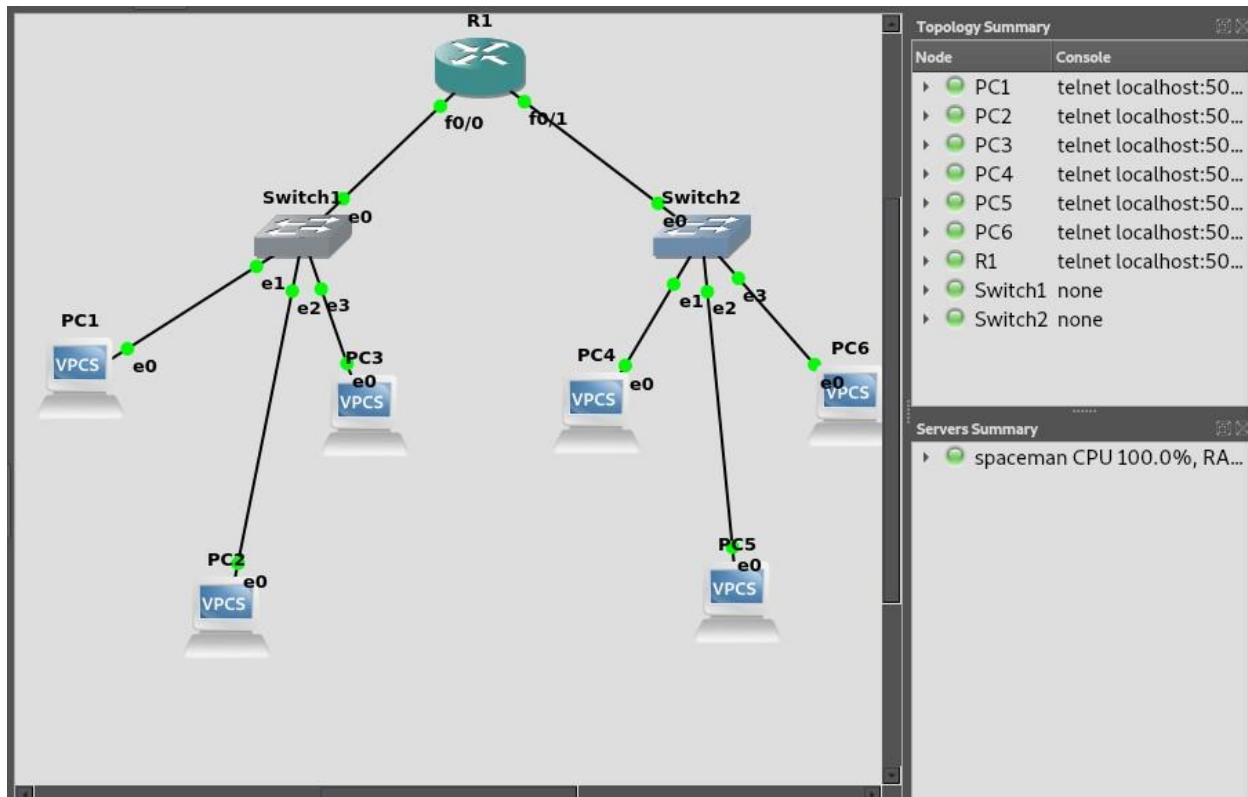 R1
f0/0
f0/1
Switch1
e0
e1
e2
e3
Switch2
e0
e1
e2
e3
PC1
VPCS
e0
PC3
e0
VPCS
PC4
VPCS
e0
PC6
e0
VPCS
PC2
e0
VPCS
PC5
e0
VPCS
Topology Summary
Node Console
PC1 telnet localhost:50...
PC2 telnet localhost:50...
PC3 telnet localhost:50...
PC4 telnet localhost:50...
PC5 telnet localhost:50...
PC6 telnet localhost:50...
R1 telnet localhost:50...
Switch1 none
Switch2 none
Servers Summary
spaceman CPU 100.0%, RA...